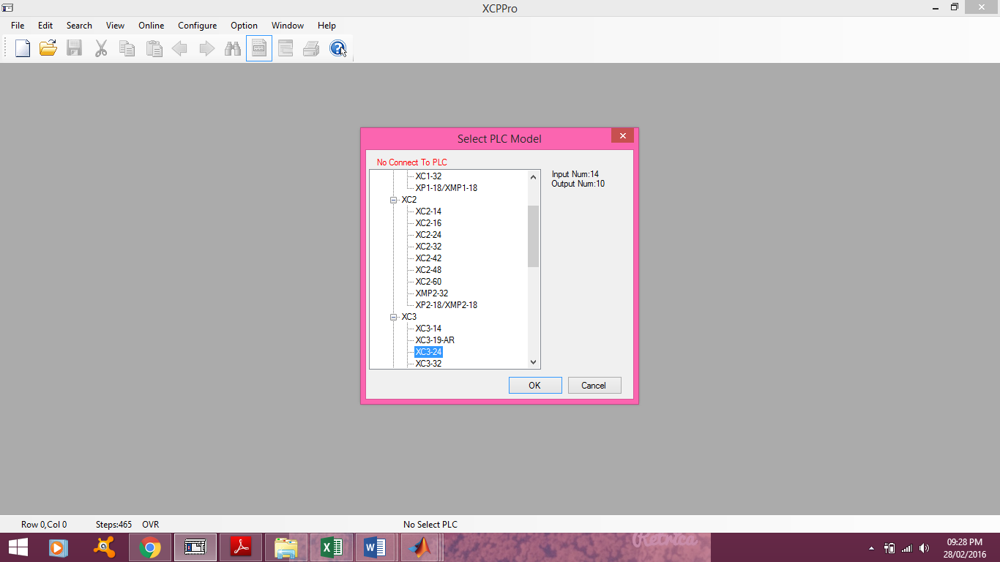 XCPPro
File Edit Search View Online Configure Option Window Help
Select PLC Model
No Connect To PLC
XC1-32
XP1-18/XMP1-18
XC2
XC2-14
XC2-16
XC2-24
XC2-32
XC2-42
XC2-48
XC2-60
XMP2-32
XP2-18/XMP2-18
XC3
XC3-14
XC3-19-AR
XC3-24
XC3-32
Input Num:14
Output Num:10
OK Cancel
Row 0,Col 0 Steps:465 OVR No Select PLC
Retrica
09:28 PM
28/02/2016